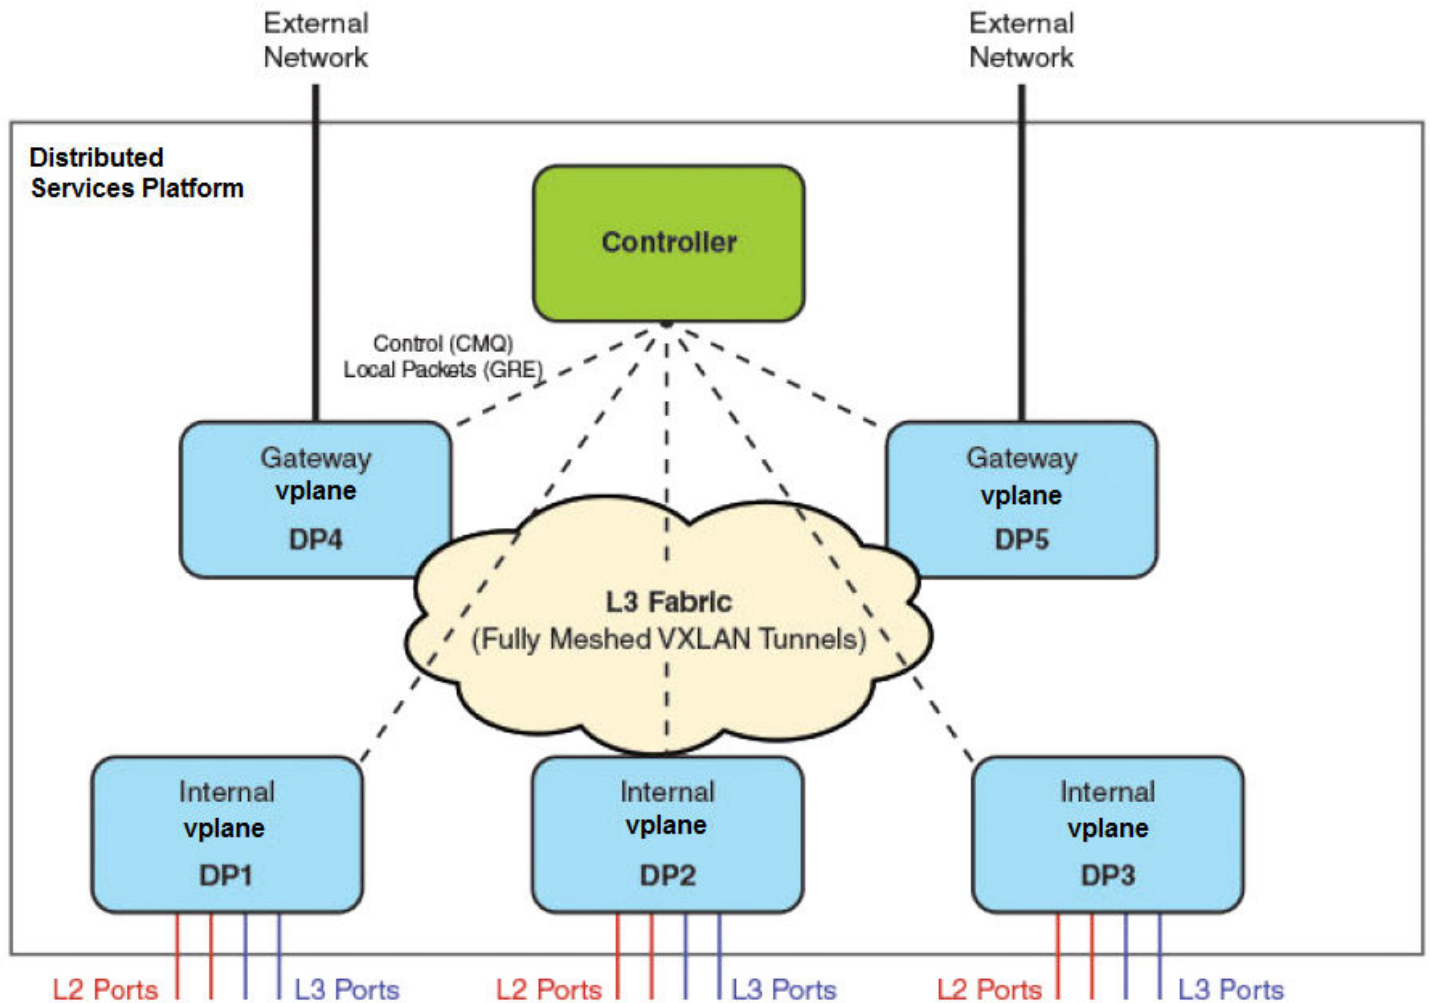 External
Network
External
Network
Distributed
Services Platform
Controller
Control (CMQ)
Local Packets (GRE)
Gateway
vplane
DP4
Gateway
vplane
DP5
L3 Fabric
(Fully Meshed VXLAN Tunnels)
Internal
vplane
DP1
Internal
vplane
DP2
Internal
vplane
DP3
L2 Ports
L3 Ports
L2 Ports
L3 Ports
L2 Ports
L3 Ports